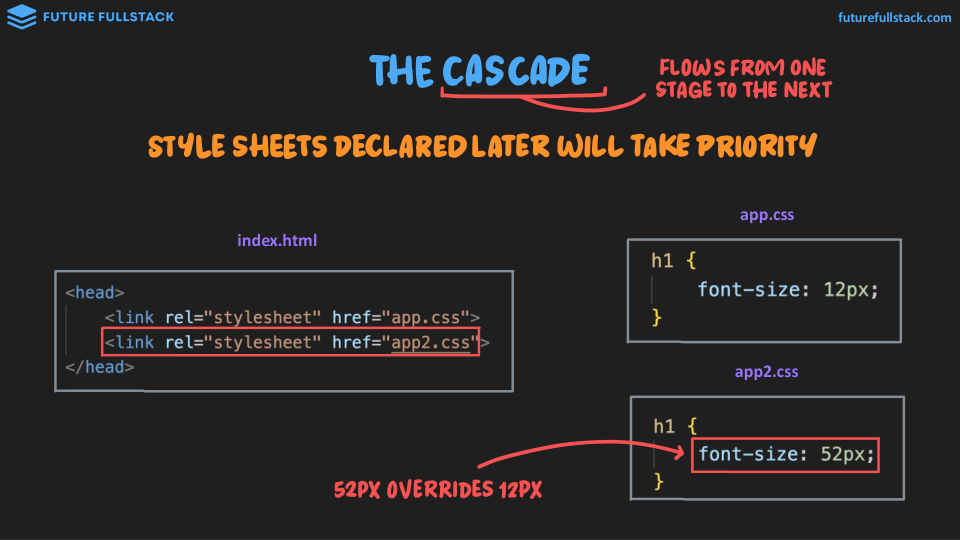 FUTURE FULLSTACK
futurefullstack.com
THE CASCADE
FLOWS FROM ONE
STAGE TO THE NEXT
STYLE SHEETS DECLARED LATER WILL TAKE PRIORITY
index.html
<head>
<link rel="stylesheet" href="app.css">
<link rel="stylesheet" href="app2.css">
</head>
app.css
h1 {
font-size: 12px;
}
app2.css
h1 {
font-size: 52px;
}
52PX OVERRIDES 12PX